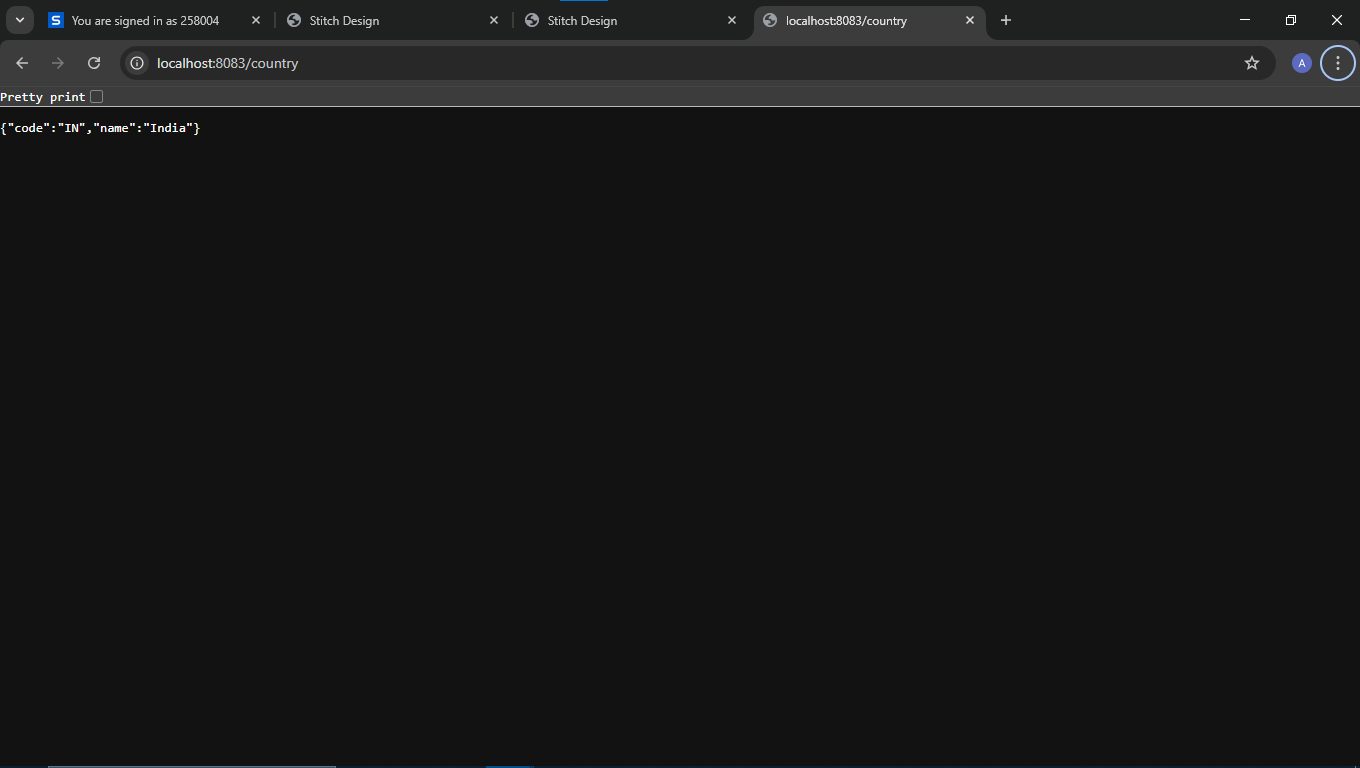 S You are signed in as 258004
Stitch Design
Stitch Design
localhost:8083/country
localhost:8083/country
A
Pretty print
{"code":"IN","name":"India"}